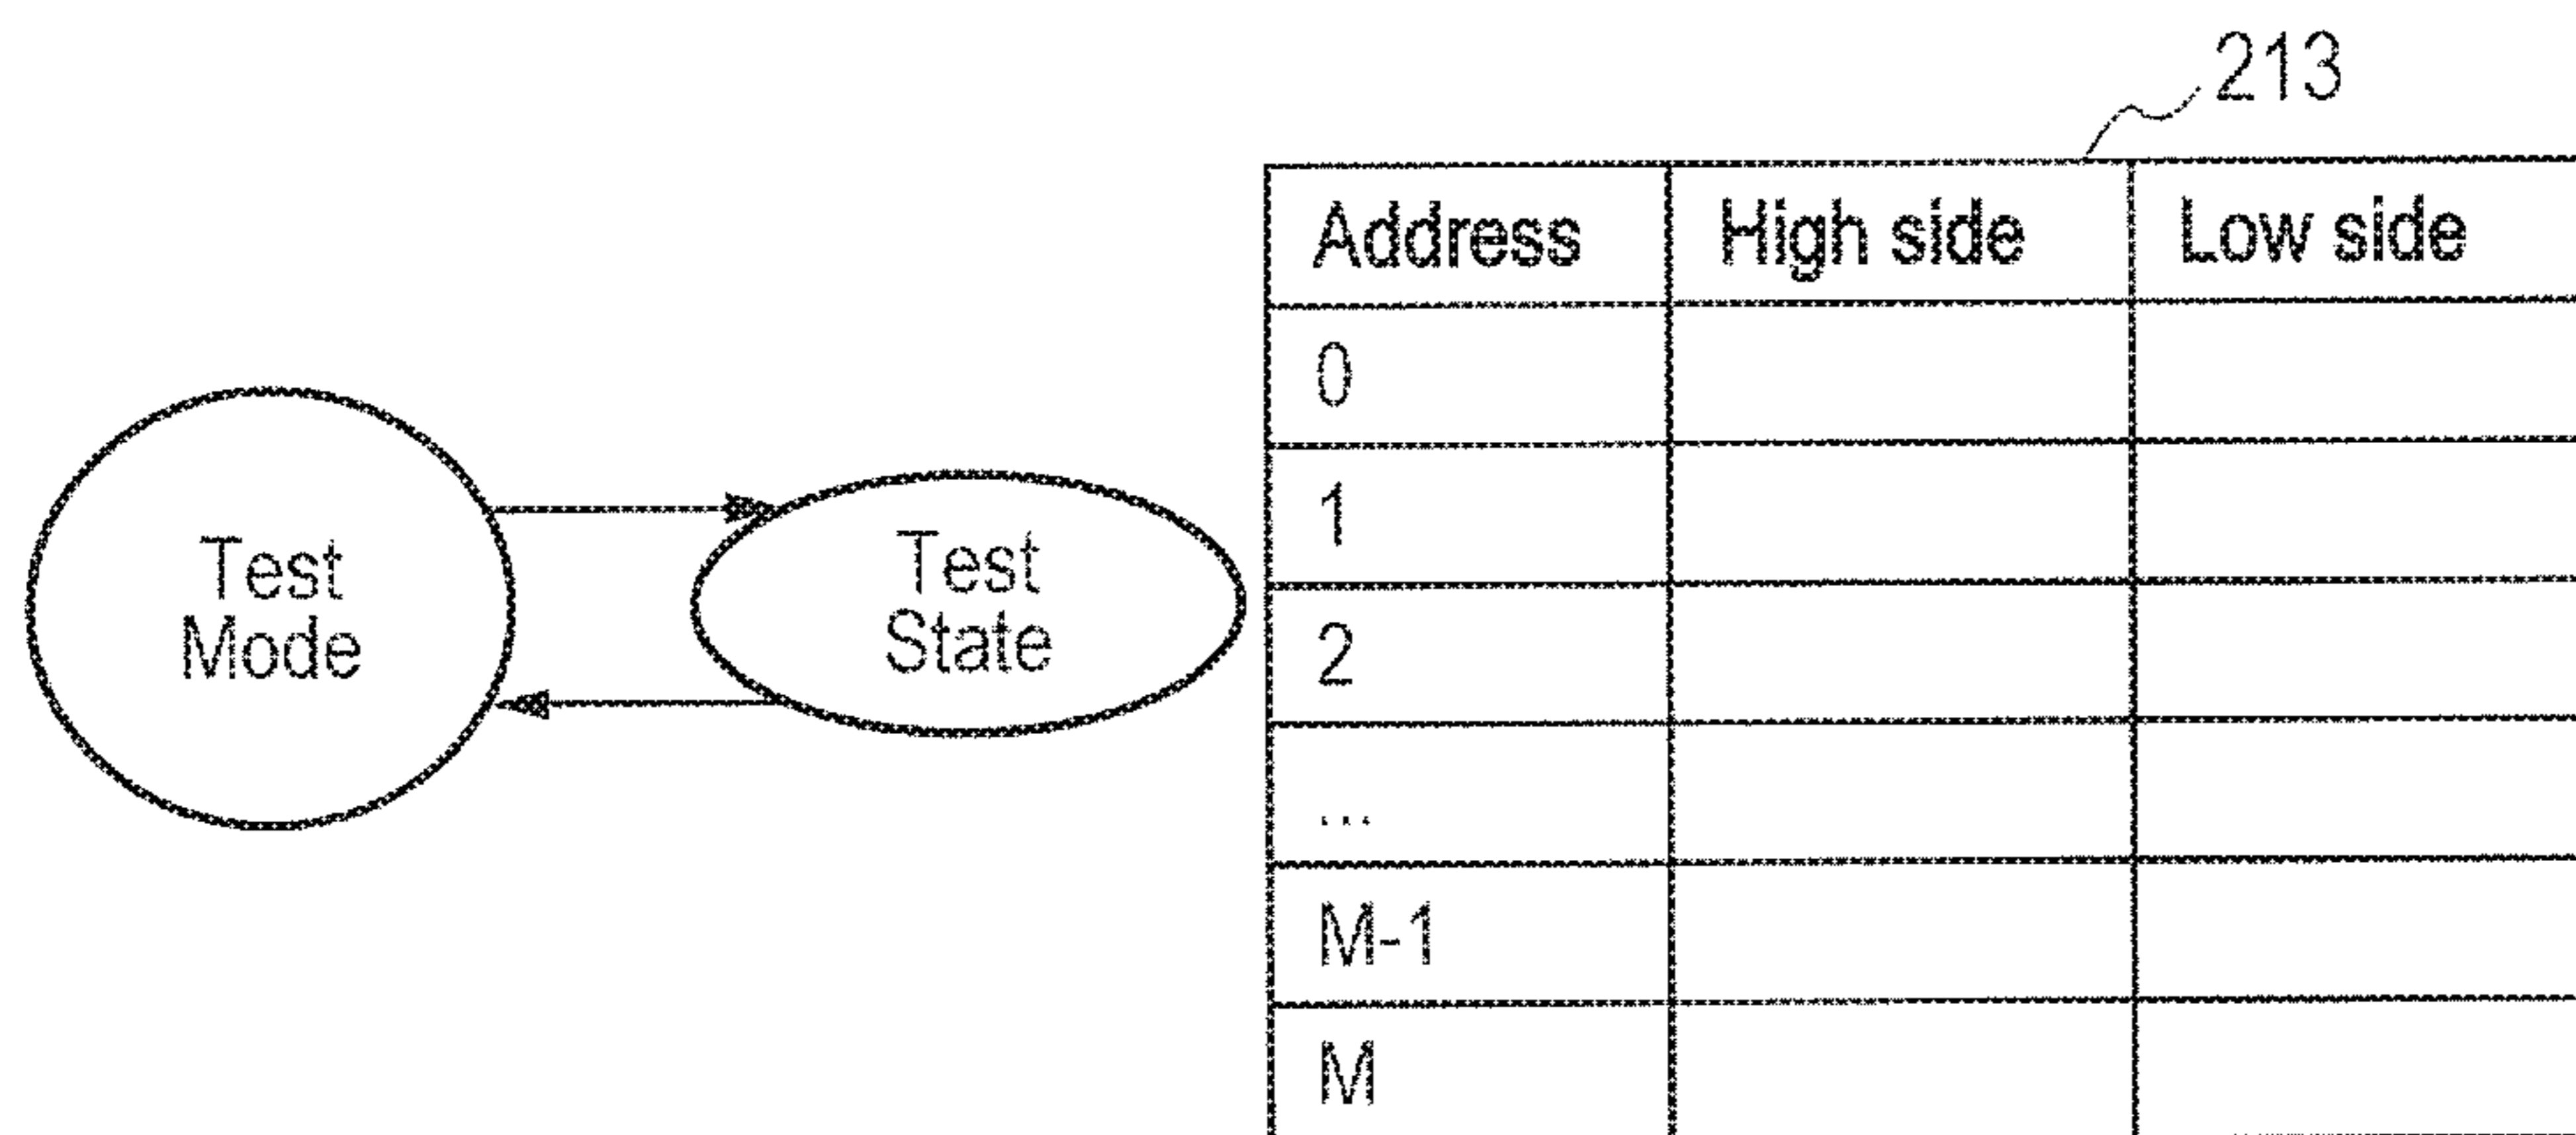 213
Address High side Low side
0
1
2
...
M-1
M
Test
Mode
Test
State